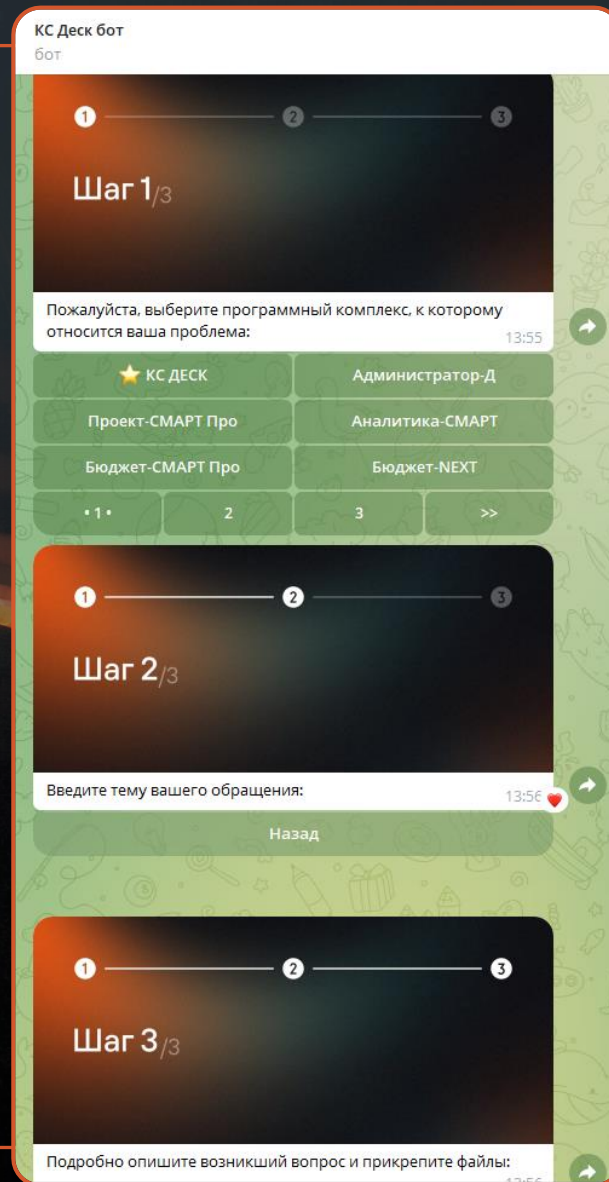 КС Деск бот
бот
1 2 3
Шаг 1/3
Пожалуйста, выберите программный комплекс, к которому
относится ваша проблема:
13:55
⭐ КС ДЕСК Администратор-Д
Проект-СМАРТ Про Аналитика-СМАРТ
Бюджет-СМАРТ Про Бюджет-NEXT
• 1 • 2 3 >>
1 2 3
Шаг 2/3
Введите тему вашего обращения:
13:56
Назад
1 2 3
Шаг 3/3
Подробно опишите возникший вопрос и прикрепите файлы:
13:56